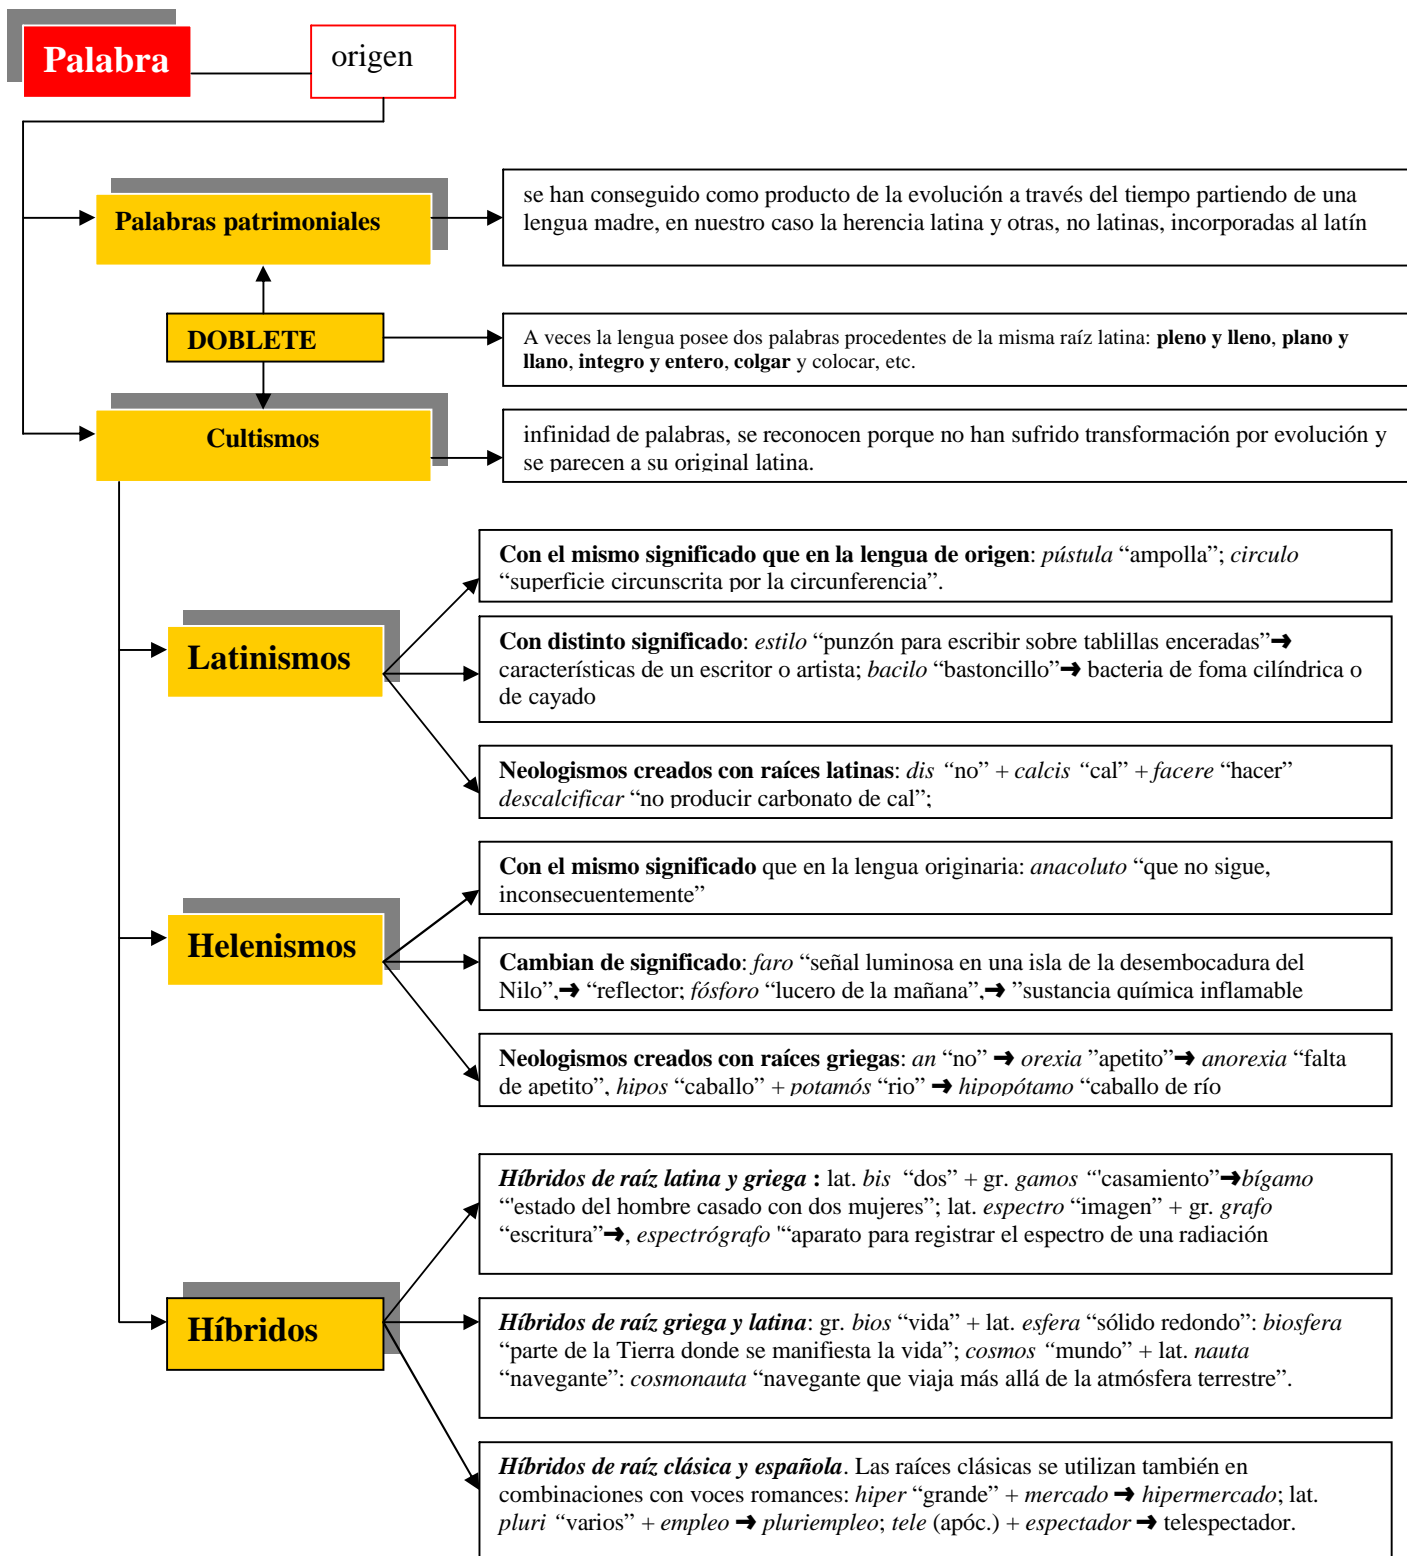 Palabra
origen
Palabras patrimoniales
se han conseguido como producto de la evolución a través del tiempo partiendo de una
lengua madre, en nuestro caso la herencia latina y otras, no latinas, incorporadas al latín
DOBLETE
A veces la lengua posee dos palabras procedentes de la misma raíz latina: pleno y lleno, plano y
llano, integro y entero, colgar y colocar, etc.
Cultismos
infinidad de palabras, se reconocen porque no han sufrido transformación por evolución y
se parecen a su original latina.
Latinismos
Con el mismo significado que en la lengua de origen: pústula “ampolla”; circulo
“superficie circunscrita por la circunferencia”.
Con distinto significado: estilo “punzón para escribir sobre tablillas enceradas”➔
características de un escritor o artista; bacilo “bastoncillo”➔ bacteria de foma cilíndrica o
de cayado
Neologismos creados con raíces latinas: dis “no” + calcis “cal” + facere “hacer”
descalcificar “no producir carbonato de cal”;
Helenismos
Con el mismo significado que en la lengua originaria: anacoluto “que no sigue,
inconsecuentemente”
Cambian de significado: faro “señal luminosa en una isla de la desembocadura del
Nilo”,➔ “reflector; fósforo “lucero de la mañana”,➔ ”sustancia química inflamable
Neologismos creados con raíces griegas: an “no” ➔ orexia ”apetito”➔ anorexia “falta
de apetito”, hipos “caballo” + potamós “rio” ➔ hipopótamo “caballo de río
Híbridos
Híbridos de raíz latina y griega : lat. bis “dos” + gr. gamos “'casamiento”➔bígamo
“'estado del hombre casado con dos mujeres”; lat. espectro “imagen” + gr. grafo
“escritura”➔, espectrógrafo '“aparato para registrar el espectro de una radiación
Híbridos de raíz griega y latina: gr. bios “vida” + lat. esfera “sólido redondo”: biosfera
“parte de la Tierra donde se manifiesta la vida”; cosmos “mundo” + lat. nauta
“navegante”: cosmonauta “navegante que viaja más allá de la atmósfera terrestre”.
Híbridos de raíz clásica y española. Las raíces clásicas se utilizan también en
combinaciones con voces romances: hiper “grande” + mercado ➔ hipermercado; lat.
pluri “varios” + empleo ➔ pluriempleo; tele (apóc.) + espectador ➔ telespectador.